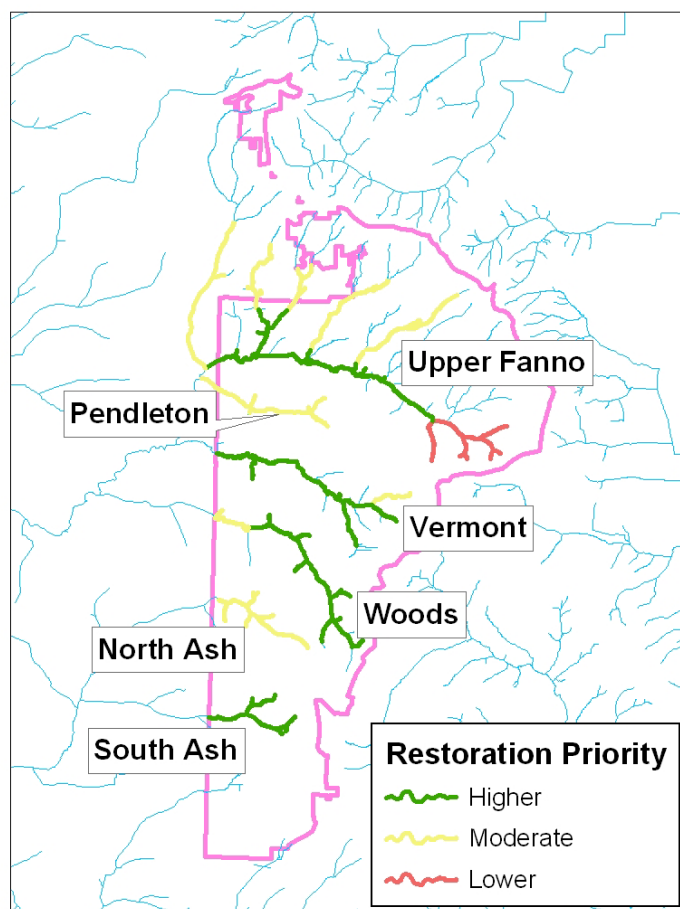 Upper Fanno
Pendleton
Vermont
Woods
North Ash
South Ash
Restoration Priority
Higher
Moderate
Lower